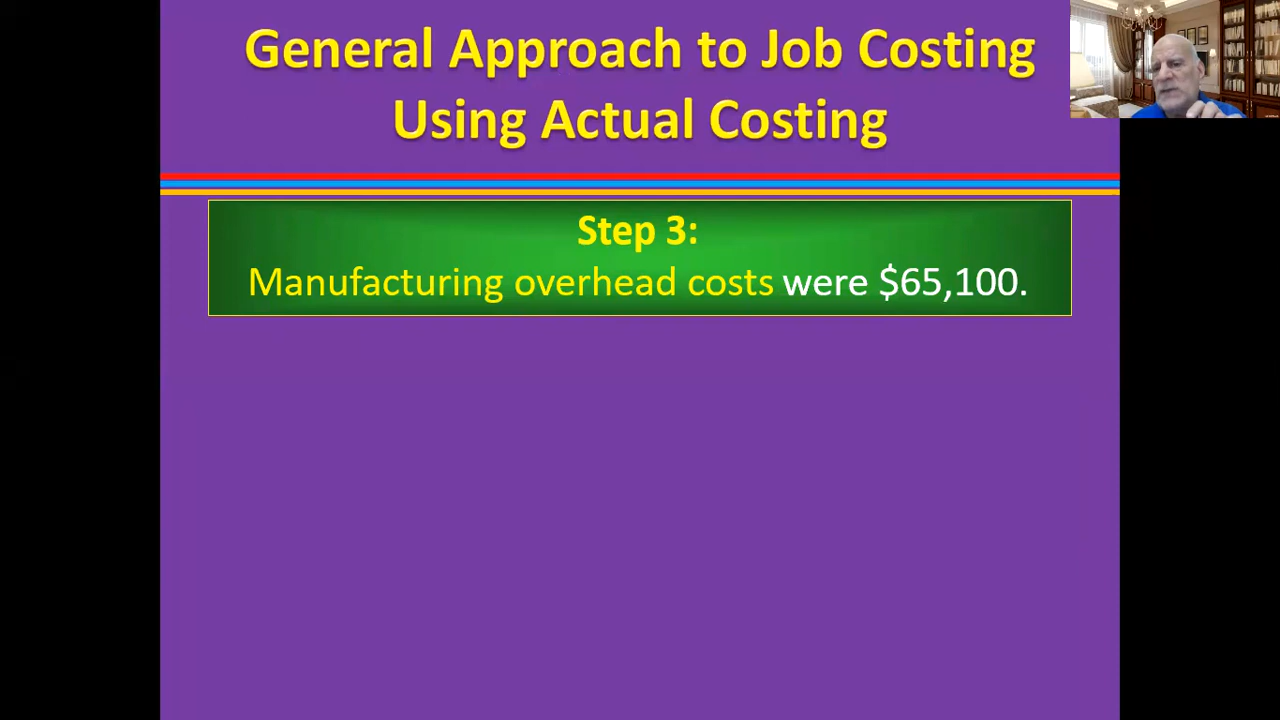 General Approach to Job Costing
Using Actual Costing
Step 3:
Manufacturing overhead costs were $65,100.